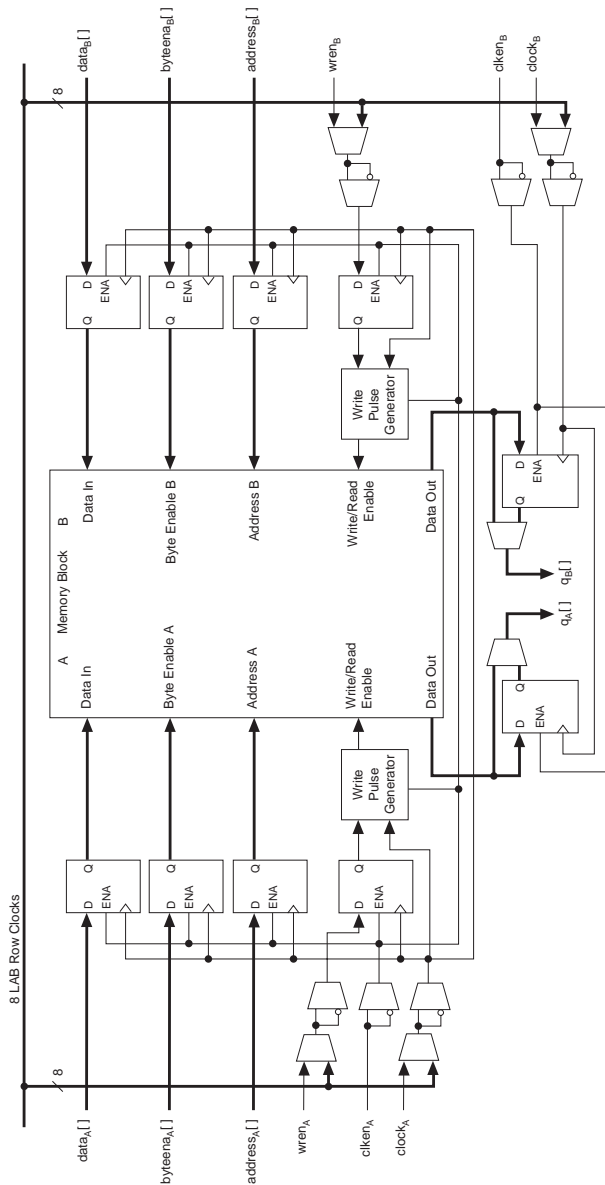 8 LAB Row Clocks
8
8
data_A[ ]
byteena_A[ ]
address_A[ ]
wren_A
clken_A
clock_A
D
Q
ENA
D
Q
ENA
D
Q
ENA
D
Q
ENA
Write
Pulse
Generator
A
Memory Block
B
Data In
Byte Enable A
Address A
Write/Read
Enable
Data Out
Data In
Byte Enable B
Address B
Write/Read
Enable
Data Out
Write
Pulse
Generator
Q
D
ENA
Q
D
ENA
Q
D
ENA
Q
D
ENA
data_B[ ]
byteena_B[ ]
address_B[ ]
wren_B
clken_B
clock_B
D
Q
ENA
q_A[ ]
q_B[ ]
Q
D
ENA